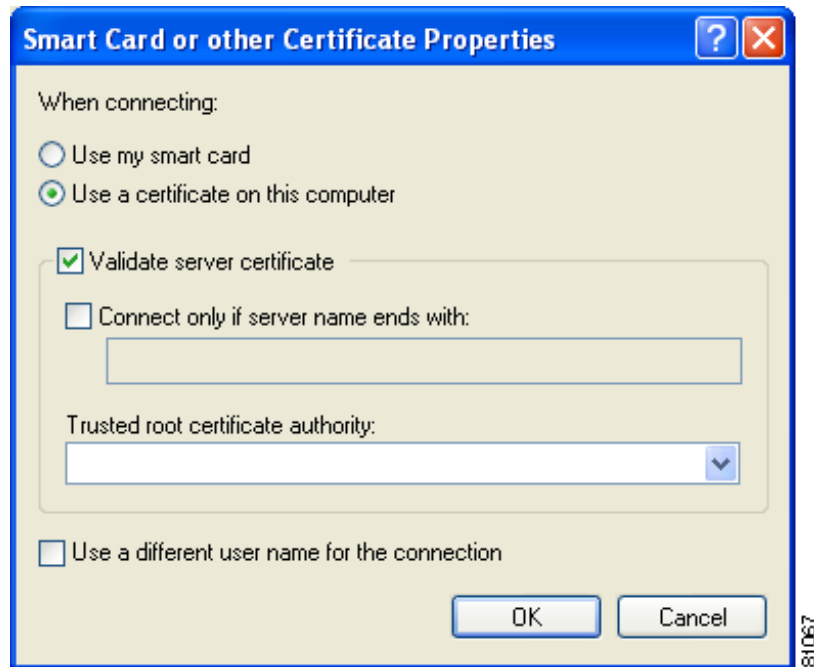 Smart Card or other Certificate Properties
When connecting:
Use my smart card
Use a certificate on this computer
Validate server certificate
Connect only if server name ends with:
Trusted root certificate authority:
Use a different user name for the connection
OK
Cancel
81067